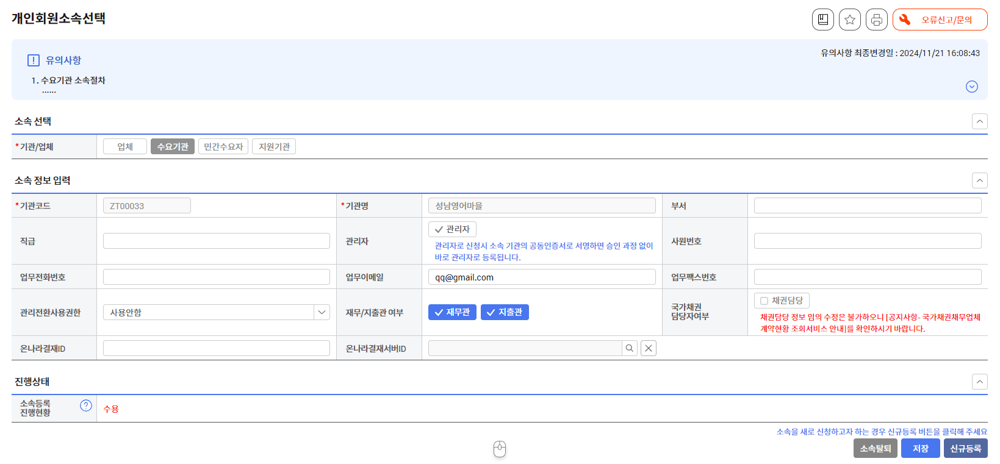 개인회원소속선택
오류신고/문의
유의사항
유의사항 최종변경일 : 2024/11/21 16:08:43
1. 수요기관 소속절차
......
소속 선택
*기관/업체
업체
수요기관
민간수요자
지원기관
소속 정보 입력
*기관코드
ZT00033
*기관명
성남영어마을
부서
직급
관리자
관리자
관리자로 신청시 소속 기관의 공동인증서로 서명하면 승인 과정 없이
바로 관리자로 등록됩니다.
사원번호
업무전화번호
업무이메일
qq@gmail.com
업무팩스번호
관리전환사용권한
사용안함
재무/지출관 여부
재무관
지출관
국가채권
담당자여부
채권담당
채권담당 정보 임의 수정은 불가하오니 [공지사항- 국가채권채무업체
계약현황 조회서비스 안내]를 확인하시기 바랍니다.
온나라결재ID
온나라결재서버ID
진행상태
소속등록
진행현황
?
수용
소속을 새로 신청하고자 하는 경우 신규등록 버튼을 클릭해 주세요
소속탈퇴
저장
신규등록